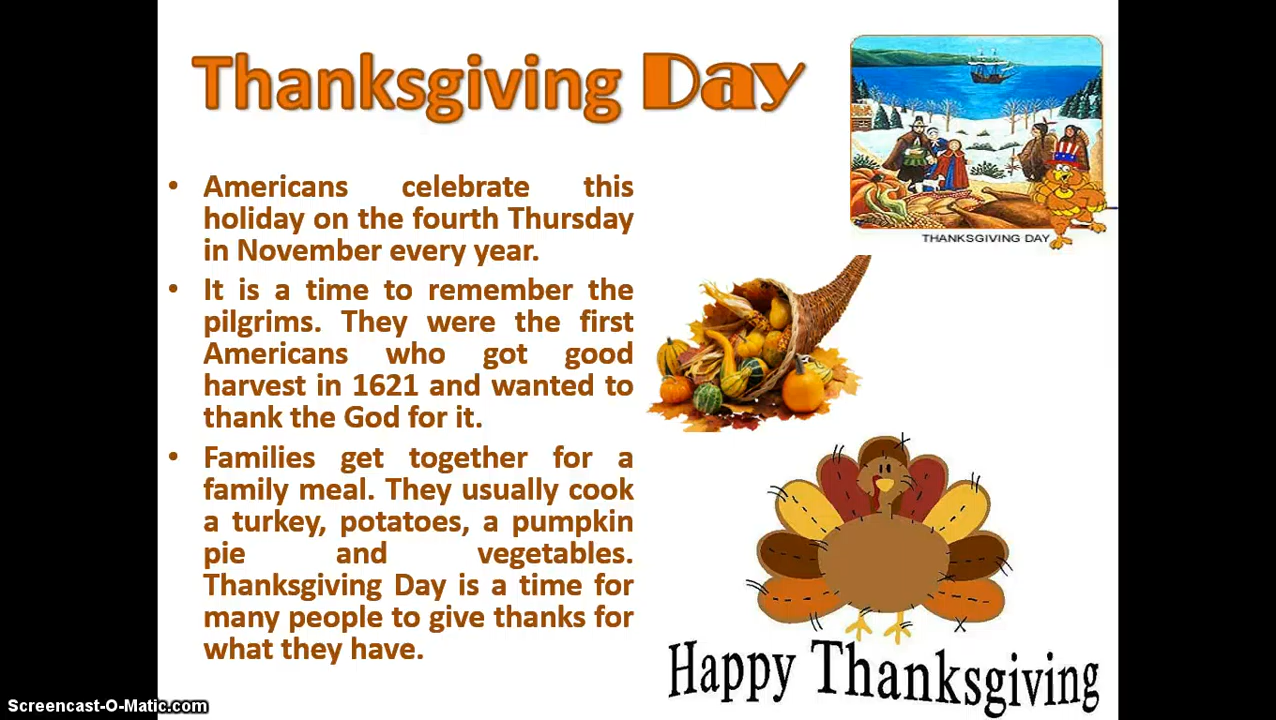 Thanksgiving Day
THANKSGIVING DAY
• Americans celebrate this
holiday on the fourth Thursday
in November every year.
• It is a time to remember the
pilgrims. They were the first
Americans who got good
harvest in 1621 and wanted to
thank the God for it.
• Families get together for a
family meal. They usually cook
a turkey, potatoes, a pumpkin
pie and vegetables.
Thanksgiving Day is a time for
many people to give thanks for
what they have.
Happy Thanksgiving
Screencast-O-Matic.com